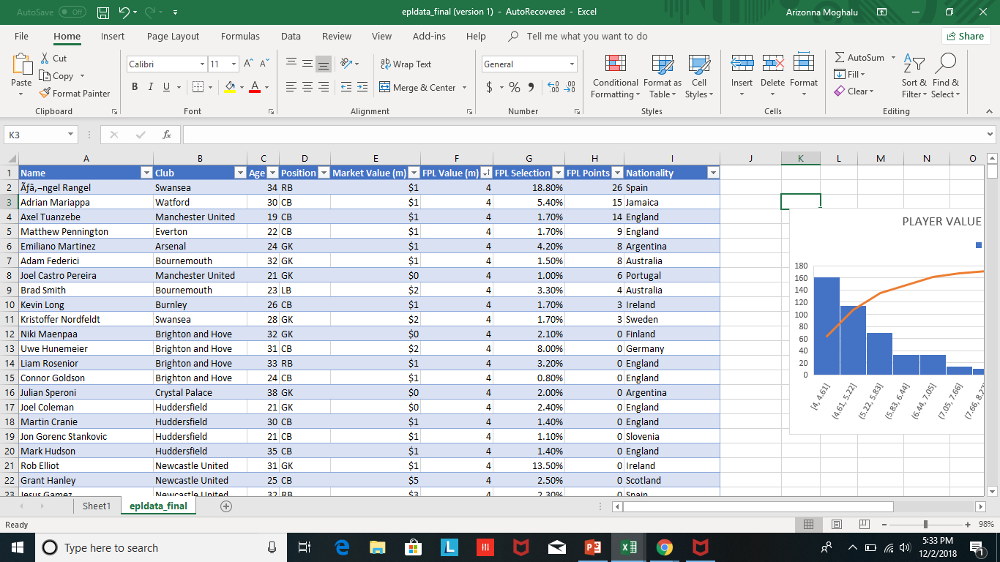 AutoSave Off epldata_final (version 1) - AutoRecovered - Excel Arizonna Moghalu
File Home Insert Page Layout Formulas Data Review View Add-ins Help Tell me what you want to do Share
Paste Cut Copy Format Painter Calibri 11 B I U A Wrap Text Merge & Center General $ % Conditional Formatting Format as Table Cell Styles Insert Delete Format AutoSum Fill Clear Sort & Filter Find & Select
Clipboard Font Alignment Number Styles Cells Editing
K3 fx
A B C D E F G H I J K L M N O
1 Name Club Age Position Market Value (m) FPL Value (m) FPL Selection FPL Points Nationality
2 Ãƒâ‚¬ngel Rangel Swansea 34 RB $1 4 18.80% 26 Spain
3 Adrian Mariappa Watford 30 CB $1 4 5.40% 15 Jamaica
4 Axel Tuanzebe Manchester United 19 CB $1 4 1.70% 14 England
5 Matthew Pennington Everton 22 CB $1 4 1.70% 9 England
6 Emiliano Martinez Arsenal 24 GK $1 4 4.20% 8 Argentina
7 Adam Federici Bournemouth 32 GK $1 4 1.50% 8 Australia
8 Joel Castro Pereira Manchester United 21 GK $0 4 1.00% 6 Portugal
9 Brad Smith Bournemouth 23 LB $2 4 3.30% 4 Australia
10 Kevin Long Burnley 26 CB $1 4 1.70% 3 Ireland
11 Kristoffer Nordfeldt Swansea 28 GK $2 4 1.70% 3 Sweden
12 Niki Maenpaa Brighton and Hove 32 GK $0 4 2.10% 0 Finland
13 Uwe Hunemeier Brighton and Hove 31 CB $2 4 8.00% 0 Germany
14 Liam Rosenior Brighton and Hove 33 RB $1 4 3.20% 0 England
15 Connor Goldson Brighton and Hove 24 CB $1 4 0.80% 0 England
16 Julian Speroni Crystal Palace 38 GK $0 4 2.00% 0 Argentina
17 Joel Coleman Huddersfield 21 GK $0 4 2.40% 0 England
18 Martin Cranie Huddersfield 30 CB $1 4 1.40% 0 England
19 Jon Gorenc Stankovic Huddersfield 21 CB $1 4 1.10% 0 Slovenia
20 Mark Hudson Huddersfield 35 CB $1 4 1.40% 0 England
21 Rob Elliot Newcastle United 31 GK $1 4 13.50% 0 Ireland
22 Grant Hanley Newcastle United 25 CB $5 4 2.50% 0 Scotland
23 Jesus Gamez Newcastle United 32 RB $3 4 2.30% 0 Spain
PLAYER VALUE
180
160
140
120
100
80
60
40
20
0
[4, 4.61] (4.61, 5.22] (5.22, 5.83] (5.83, 6.44] (6.44, 7.05] (7.05, 7.66] (7.66, 8.27
Sheet1 epldata_final
Ready 98%
Type here to search 5:33 PM
12/2/2018 1